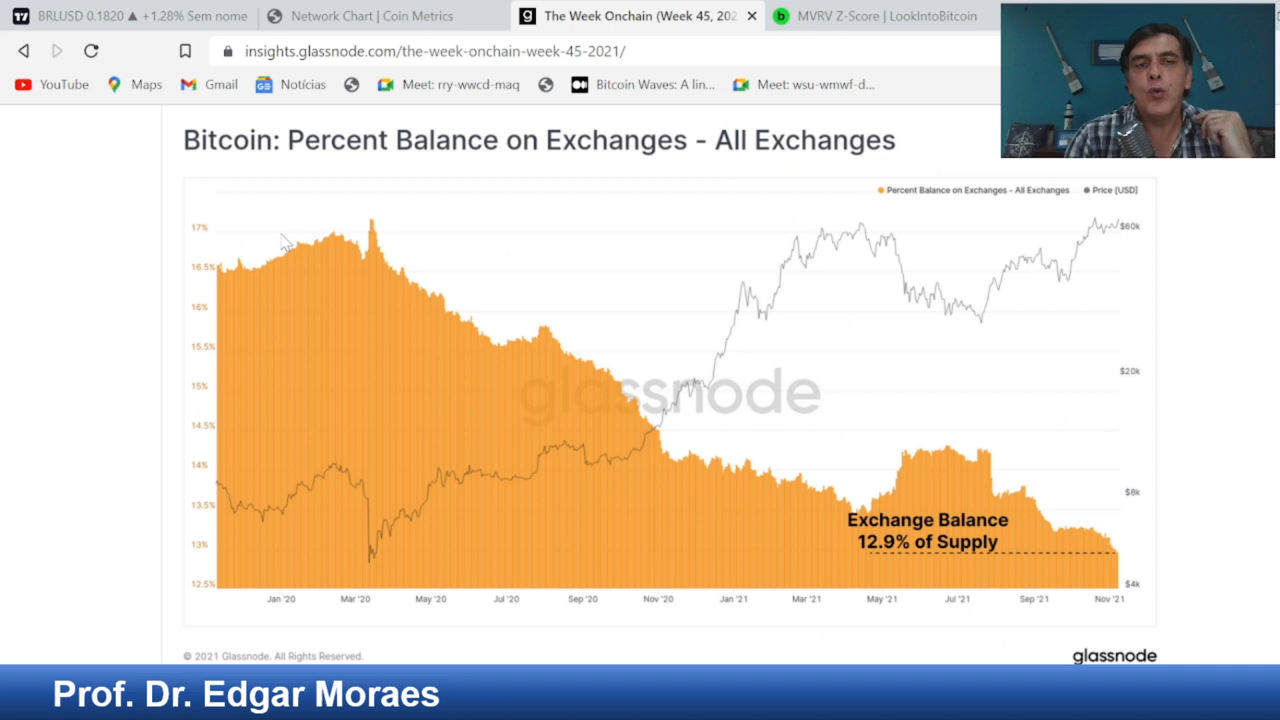 BRLUSD 0.1820 ▲ +1.28% Sem nome
Network Chart | Coin Metrics
The Week Onchain (Week 45, 202
MVRV Z-Score | LookIntoBitcoin
insights.glassnode.com/the-week-onchain-week-45-2021/
YouTube
Maps
Gmail
Notícias
Meet: rry-wwcd-maq
Bitcoin Waves: A lin...
Meet: wsu-wmwf-d...
Bitcoin: Percent Balance on Exchanges - All Exchanges
Percent Balance on Exchanges - All Exchanges
Price [USD]
17%
16.5%
16%
15.5%
15%
14.5%
14%
13.5%
13%
12.5%
$60k
$20k
$8k
$4k
glassnode
Exchange Balance
12.9% of Supply
Jan '20
Mar '20
May '20
Jul '20
Sep '20
Nov '20
Jan '21
Mar '21
May '21
Jul '21
Sep '21
Nov '21
© 2021 Glassnode. All Rights Reserved.
glassnode
Prof. Dr. Edgar Moraes